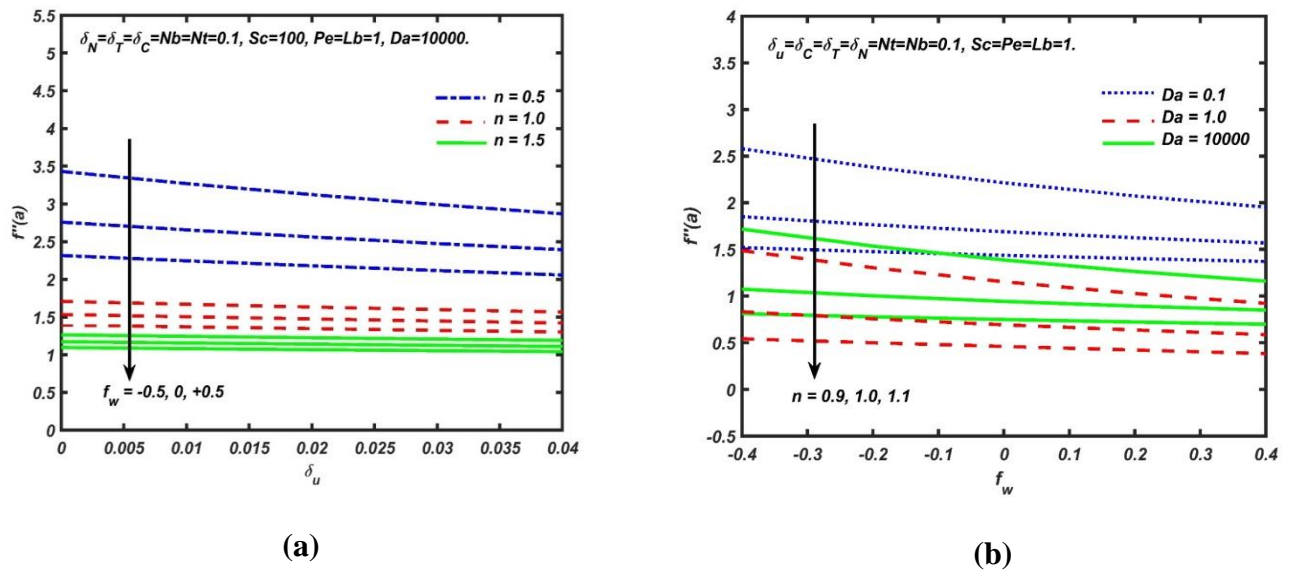 δN=δT=δC=Nb=Nt=0.1, Sc=100, Pe=Lb=1, Da=10000.
n = 0.5
n = 1.0
n = 1.5
5.5
5
4.5
4
3.5
3
2.5
2
1.5
1
0.5
0
f''(a)
fw = -0.5, 0, +0.5
0 0.005 0.01 0.015 0.02 0.025 0.03 0.035 0.04
δu
(a)
δu=δC=δT=δN=Nt=Nb=0.1, Sc=Pe=Lb=1.
Da = 0.1
Da = 1.0
Da = 10000
4
3.5
3
2.5
2
1.5
1
0.5
0
-0.5
f''(a)
n = 0.9, 1.0, 1.1
-0.4 -0.3 -0.2 -0.1 0 0.1 0.2 0.3 0.4
fw
(b)